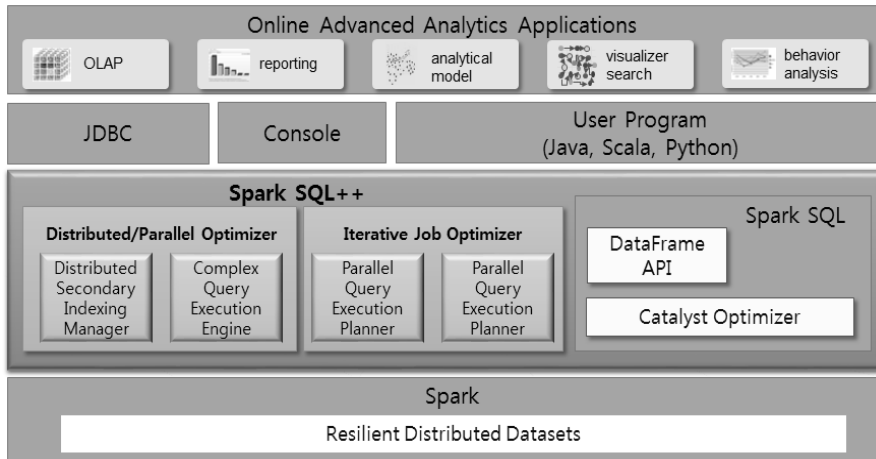 Online Advanced Analytics Applications
OLAP
reporting
analytical
model
visualizer
search
behavior
analysis
JDBC
Console
User Program
(Java, Scala, Python)
Spark SQL++
Distributed/Parallel Optimizer
Distributed
Secondary
Indexing
Manager
Complex
Query
Execution
Engine
Iterative Job Optimizer
Parallel
Query
Execution
Planner
Parallel
Query
Execution
Planner
Spark SQL
DataFrame
API
Catalyst Optimizer
Spark
Resilient Distributed Datasets